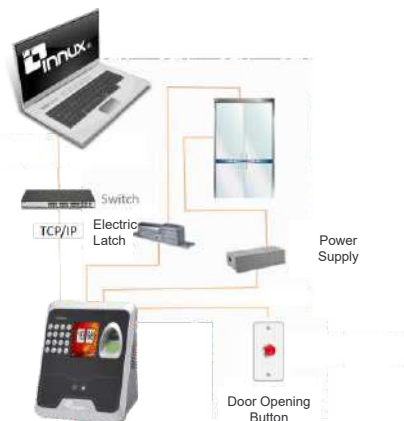 innux
Switch
TCP/IP
Electric
Latch
Power
Supply
Door Opening
Button